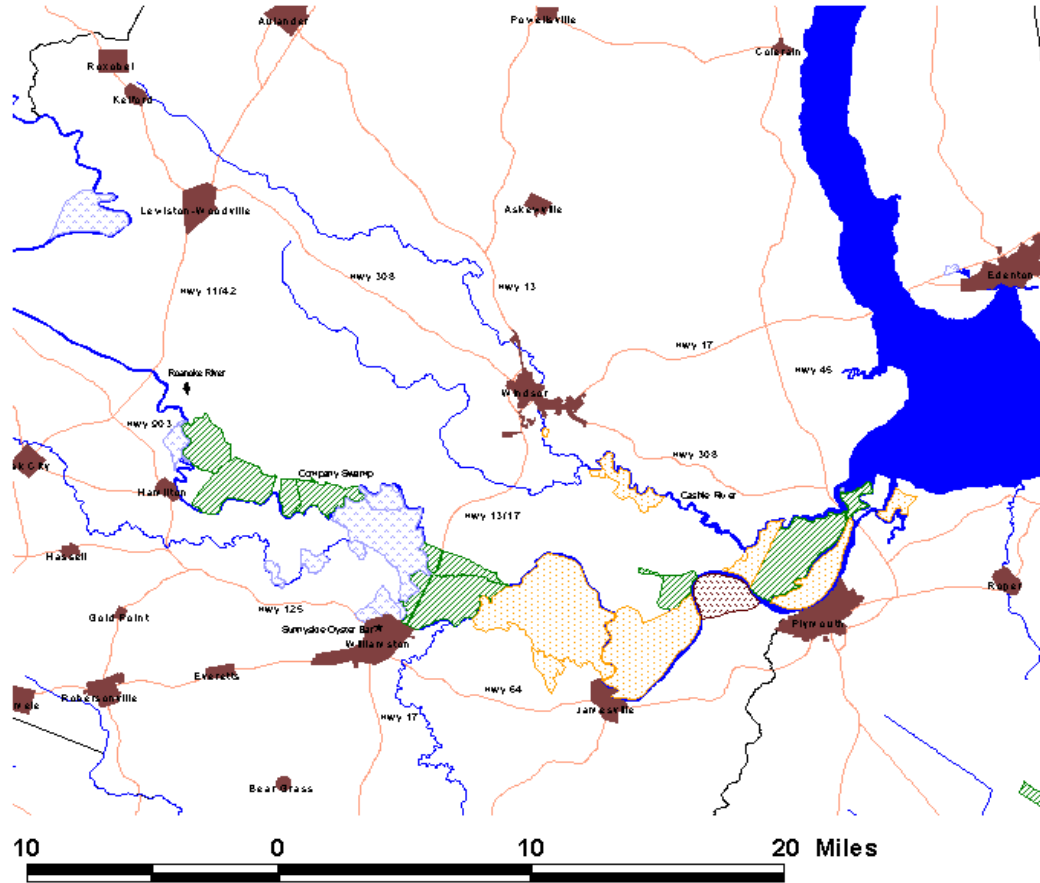 Aulander
Powellsville
Colerain
Roxobel
Kelford
Lewiston-Woodville
Askewville
Hwy 308
Hwy 13
Edenton
Hwy 11/42
Hwy 17
Hwy 45
Roanoke River
Windsor
Hwy 903
Hwy 308
Company Swamp
Hamilton
Cashie River
Hwy 13/17
Hassell
Roper
Hwy 125
Gold Point
Sunnyside Oyster Bar
Plymouth
Williamston
Everetts
Robersonville
Hwy 64
Jamesville
Hwy 17
Bear Grass
10 0 10 20 Miles